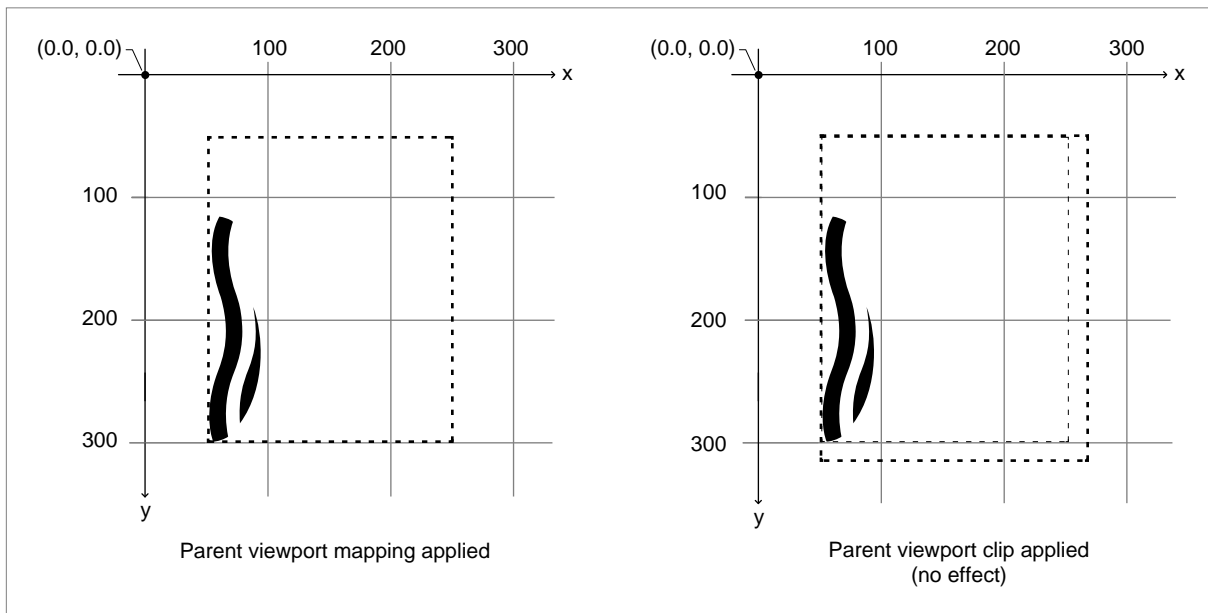 (0.0, 0.0) 100 200 300
x
100
200
300
y
Parent viewport mapping applied
(0.0, 0.0) 100 200 300
x
100
200
300
y
Parent viewport clip applied
(no effect)